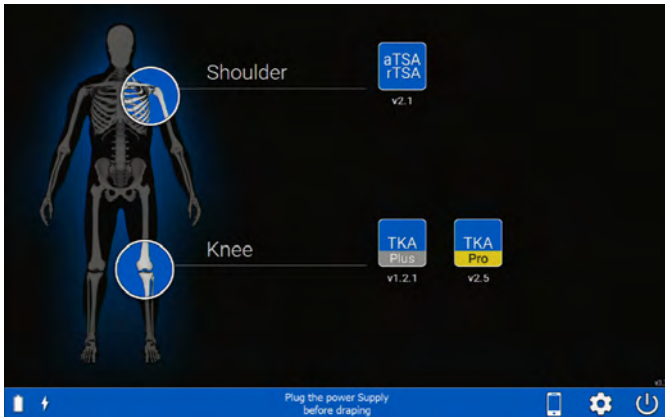 Shoulder
aTSA
rTSA
v2.1
Knee
TKA
Plus
v1.2.1
TKA
Pro
v2.5
Plug the power Supply
before draping